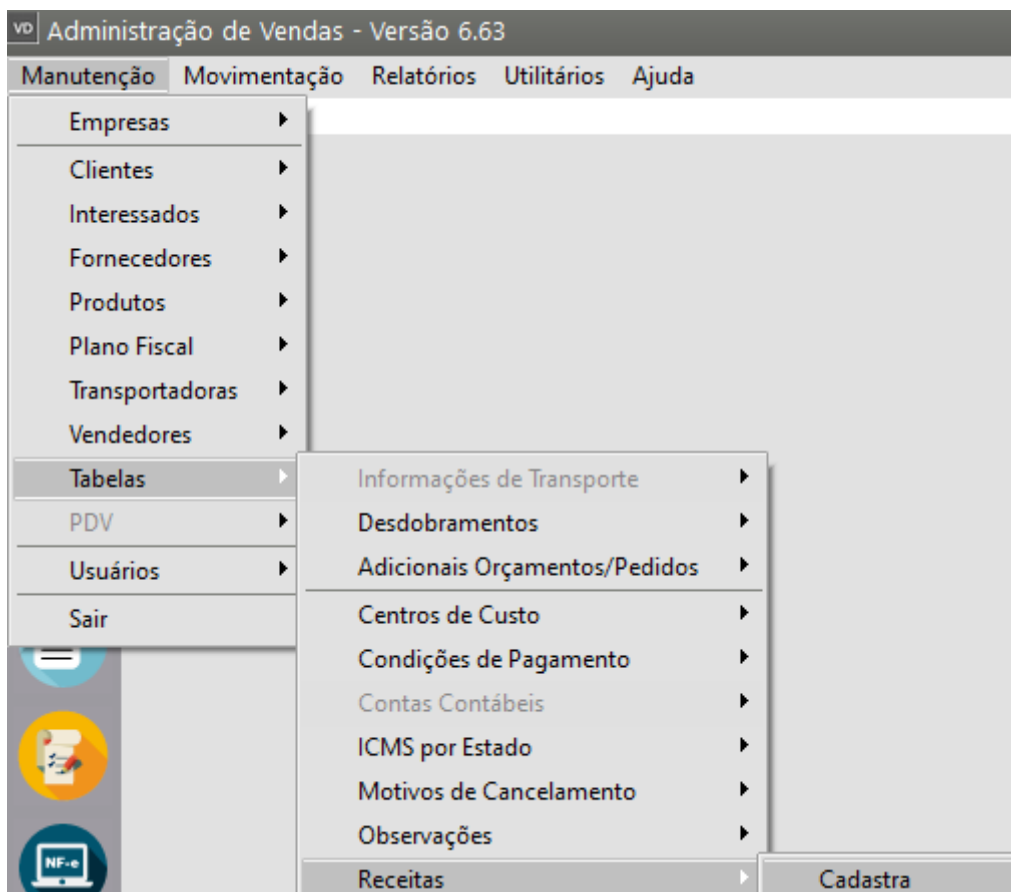 VD Administração de Vendas - Versão 6.63
Manutenção Movimentação Relatórios Utilitários Ajuda
Empresas
Clientes
Interessados
Fornecedores
Produtos
Plano Fiscal
Transportadoras
Vendedores
Tabelas
PDV
Usuários
Sair
Informações de Transporte
Desdobramentos
Adicionais Orçamentos/Pedidos
Centros de Custo
Condições de Pagamento
Contas Contábeis
ICMS por Estado
Motivos de Cancelamento
Observações
Receitas
Cadastra
NF-e